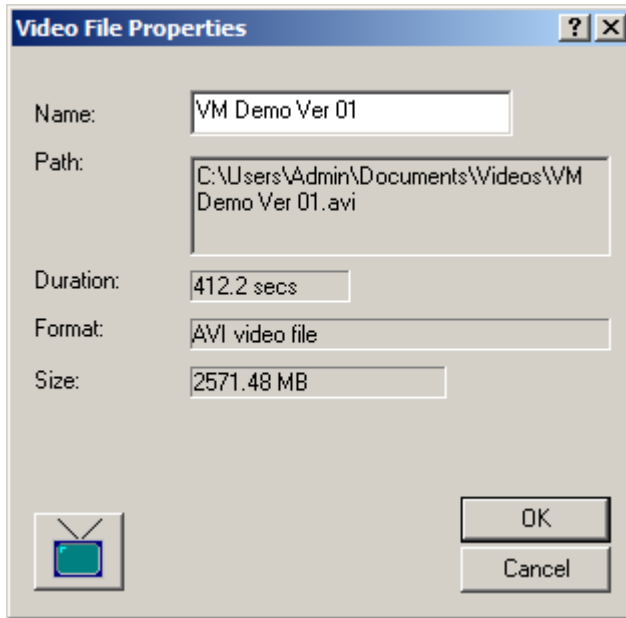 Video File Properties
Name:
VM Demo Ver 01
Path:
C:\Users\Admin\Documents\Videos\VM
Demo Ver 01.avi
Duration:
412.2 secs
Format:
AVI video file
Size:
2571.48 MB
OK
Cancel